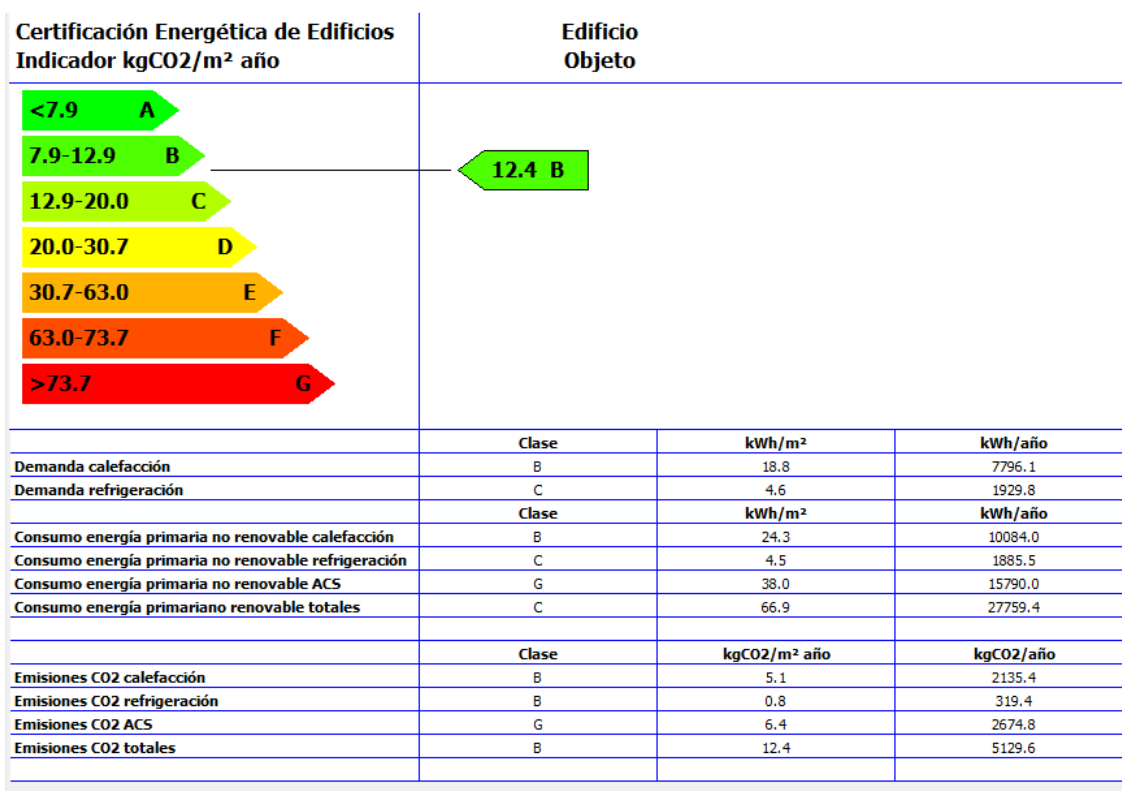 Certificación Energética de Edificios
Indicador kgCO2/m² año
Edificio
Objeto
<7.9 A
7.9-12.9 B
12.4 B
12.9-20.0 C
20.0-30.7 D
30.7-63.0 E
63.0-73.7 F
>73.7 G
Clase kWh/m² kWh/año
Demanda calefacción B 18.8 7796.1
Demanda refrigeración C 4.6 1929.8
Clase kWh/m² kWh/año
Consumo energía primaria no renovable calefacción B 24.3 10084.0
Consumo energía primaria no renovable refrigeración C 4.5 1885.5
Consumo energía primaria no renovable ACS G 38.0 15790.0
Consumo energía primariano renovable totales C 66.9 27759.4
Clase kgCO2/m² año kgCO2/año
Emisiones CO2 calefacción B 5.1 2135.4
Emisiones CO2 refrigeración B 0.8 319.4
Emisiones CO2 ACS G 6.4 2674.8
Emisiones CO2 totales B 12.4 5129.6